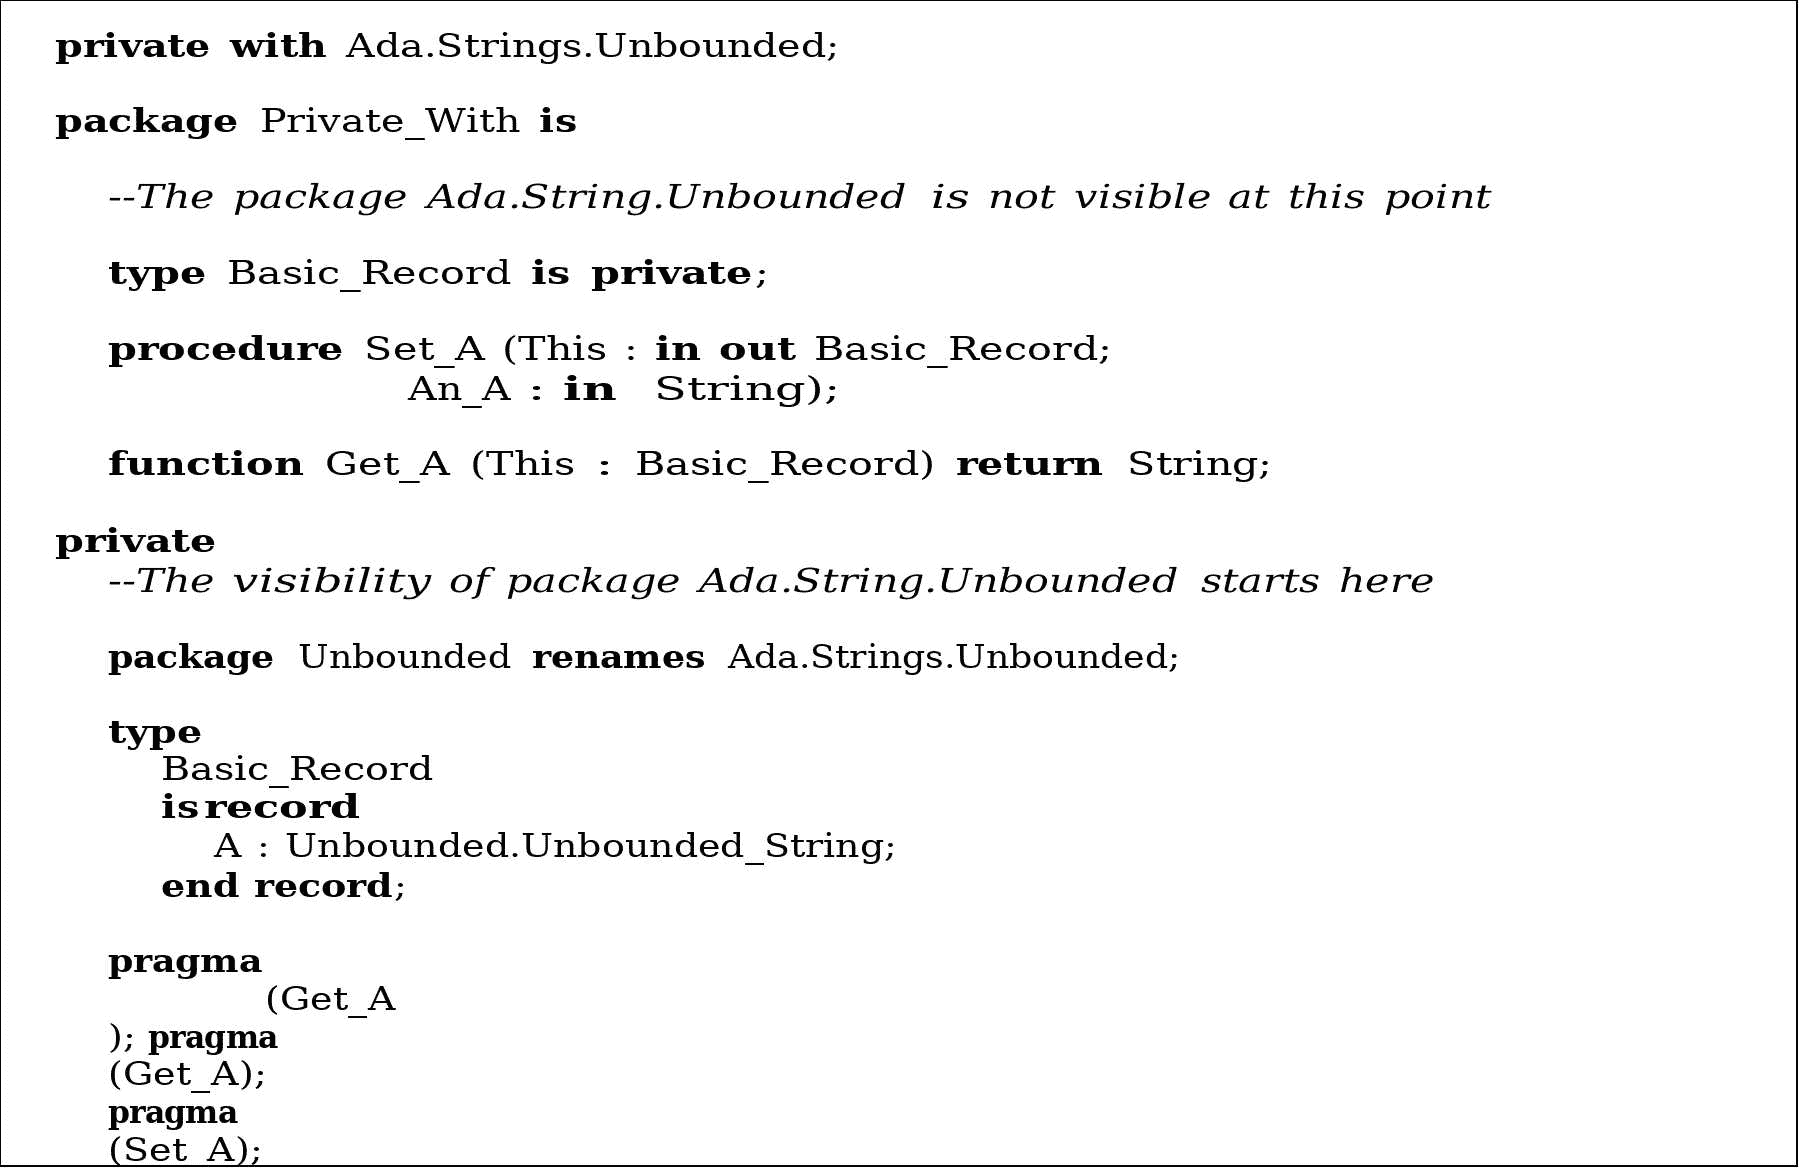 private with Ada.Strings.Unbounded;
package Private_With is
--The package Ada.String.Unbounded is not visible at this point
type Basic_Record is private;
procedure Set_A (This : in out Basic_Record;
An_A : in String);
function Get_A (This : Basic_Record) return String;
private
--The visibility of package Ada.String.Unbounded starts here
package Unbounded renames Ada.Strings.Unbounded;
type
Basic_Record
is record
A : Unbounded.Unbounded_String;
end record;
pragma
(Get_A
); pragma
(Get_A);
pragma
(Set_A);